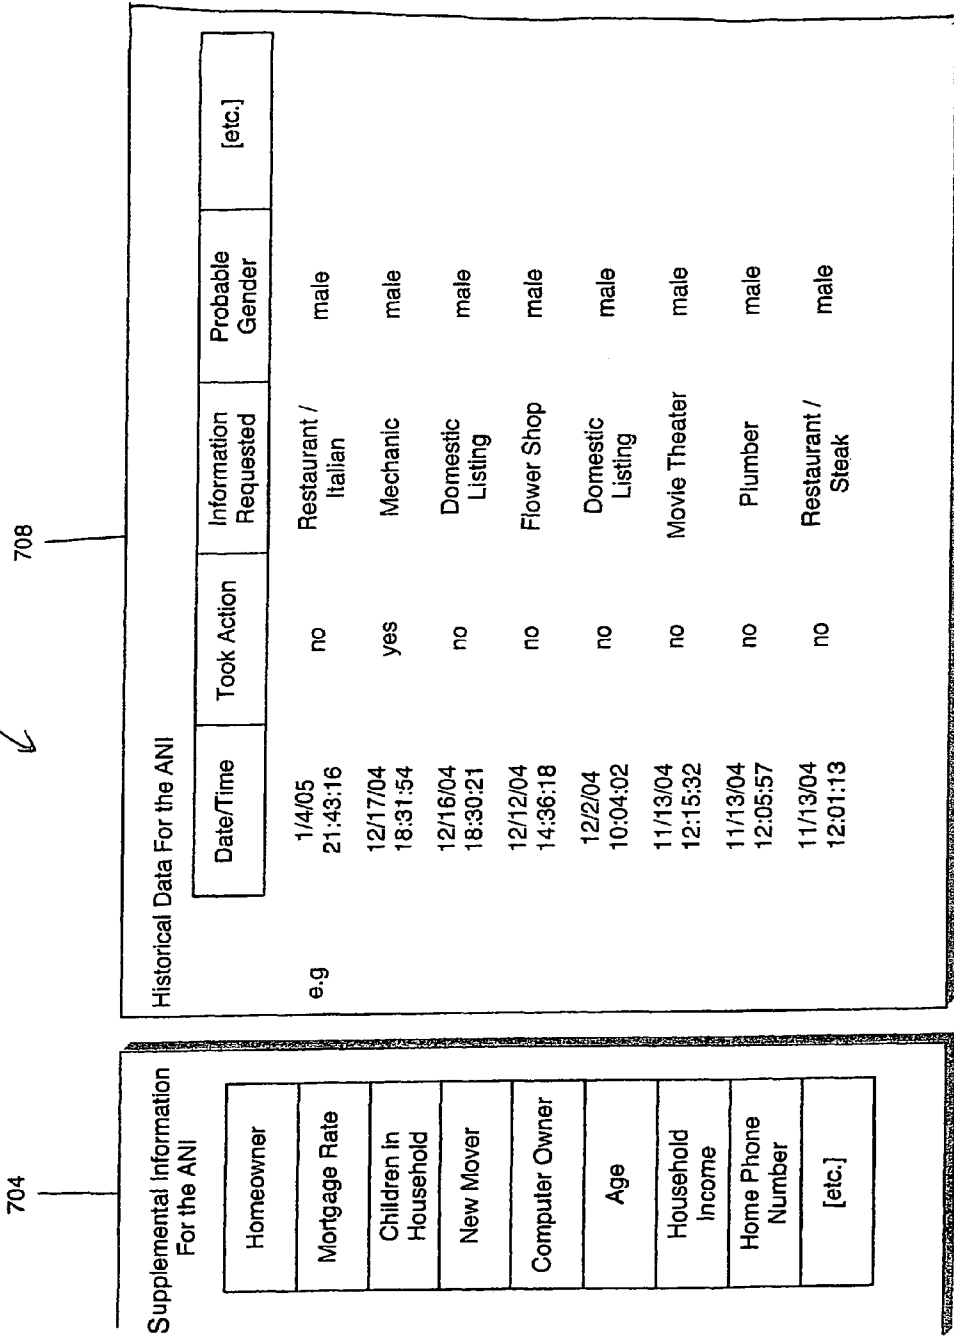 704
Supplemental Information
For the ANI
Homeowner
Mortgage Rate
Children in
Household
New Mover
Computer Owner
Age
Household
Income
Home Phone
Number
[etc.]
708
Historical Data For the ANI
Date/Time
Took Action
Information
Requested
Probable
Gender
[etc.]
e.g
1/4/05
21:43:16
no
Restaurant /
Italian
male
12/17/04
18:31:54
yes
Mechanic
male
12/16/04
18:30:21
no
Domestic
Listing
male
12/12/04
14:36:18
no
Flower Shop
male
12/2/04
10:04:02
no
Domestic
Listing
male
11/13/04
12:15:32
no
Movie Theater
male
11/13/04
12:05:57
no
Plumber
male
11/13/04
12:01:13
no
Restaurant /
Steak
male